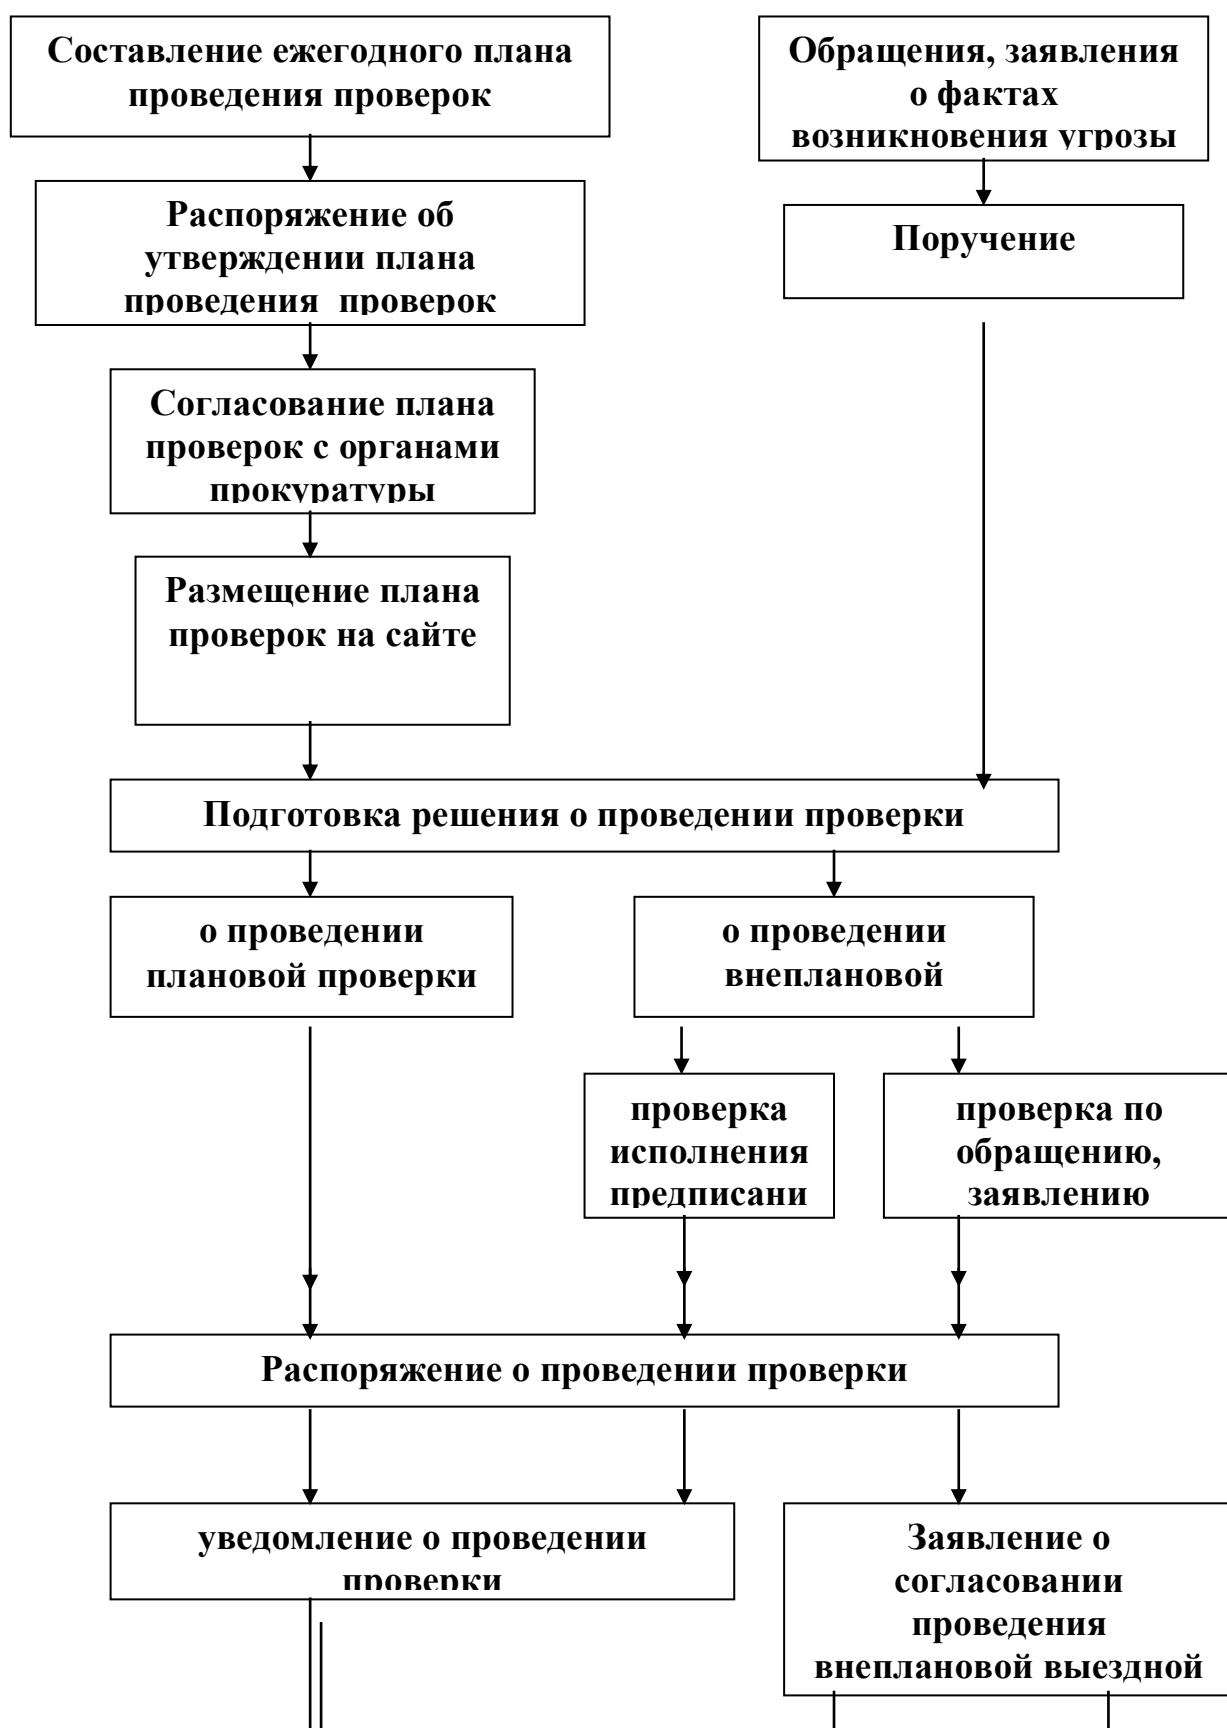 Составление ежегодного плана
проведения проверок
Обращения, заявления
о фактах
возникновения угрозы
Распоряжение об
утверждении плана
проведения проверок
Поручение
Согласование плана
проверок с органами
прокуратуры
Размещение плана
проверок на сайте
Подготовка решения о проведении проверки
о проведении
плановой проверки
о проведении
внеплановой
проверка
исполнения
предписани
проверка по
обращению,
заявлению
Распоряжение о проведении проверки
уведомление о проведении
проверки
Заявление о
согласовании
проведения
внеплановой выездной